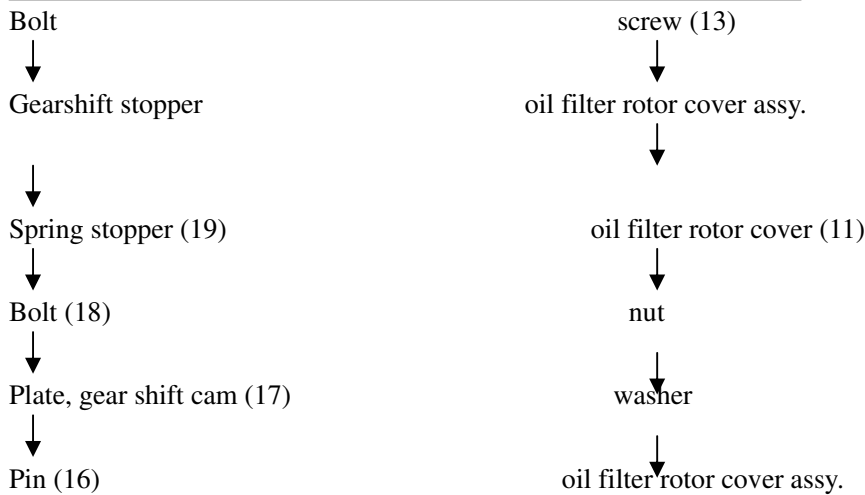 Bolt screw (13)
Gearshift stopper oil filter rotor cover assy.
Spring stopper (19) oil filter rotor cover (11)
Bolt (18) nut
Plate, gear shift cam (17) washer
Pin (16) oil filter rotor cover assy.